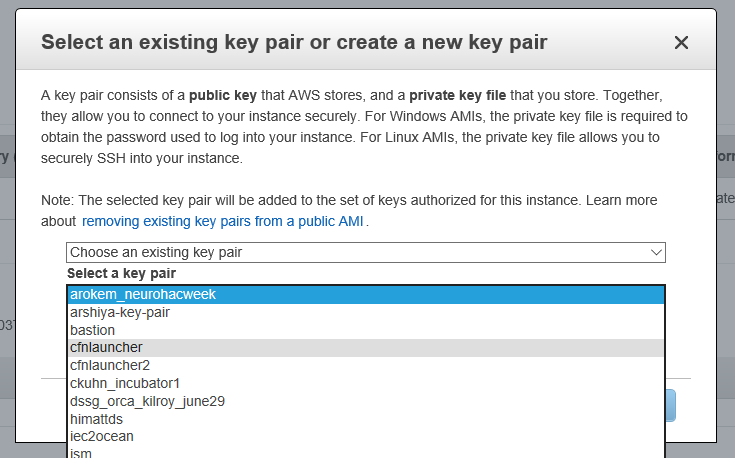 Select an existing key pair or create a new key pair
A key pair consists of a public key that AWS stores, and a private key file that you store. Together,
they allow you to connect to your instance securely. For Windows AMIs, the private key file is required to
obtain the password used to log into your instance. For Linux AMIs, the private key file allows you to
securely SSH into your instance.
Note: The selected key pair will be added to the set of keys authorized for this instance. Learn more
about removing existing key pairs from a public AMI.
Choose an existing key pair
Select a key pair
arokem_neurohacweek
arshiya-key-pair
bastion
cfnlauncher
cfnlauncher2
ckuhn_incubator1
dssg_orca_kilroy_june29
himattds
iec2ocean